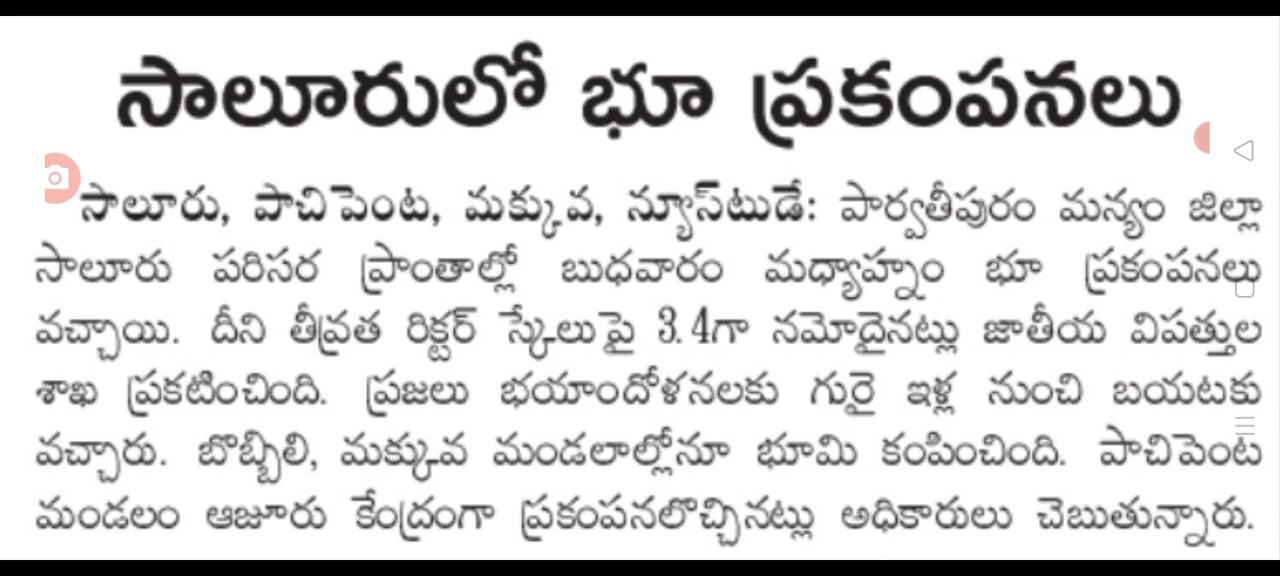 సాలూరులో భూ ప్రకంపనలు
సాలూరు, పాచిపెంట, మక్కువ, న్యూస్‌టుడే: పార్వతీపురం మన్యం జిల్లా
సాలూరు పరిసర ప్రాంతాల్లో బుధవారం మధ్యాహ్నం భూ ప్రకంపనలు
వచ్చాయి. దీని తీవ్రత రిక్టర్ స్కేలుపై 3.4గా నమోదైనట్లు జాతీయ విపత్తుల
శాఖ ప్రకటించింది. ప్రజలు భయాందోళనలకు గురై ఇళ్ల నుంచి బయటకు
వచ్చారు. బొబ్బిలి, మక్కువ మండలాల్లోనూ భూమి కంపించింది. పాచిపెంట
మండలం ఆజూరు కేంద్రంగా ప్రకంపనలొచ్చినట్లు అధికారులు చెబుతున్నారు.